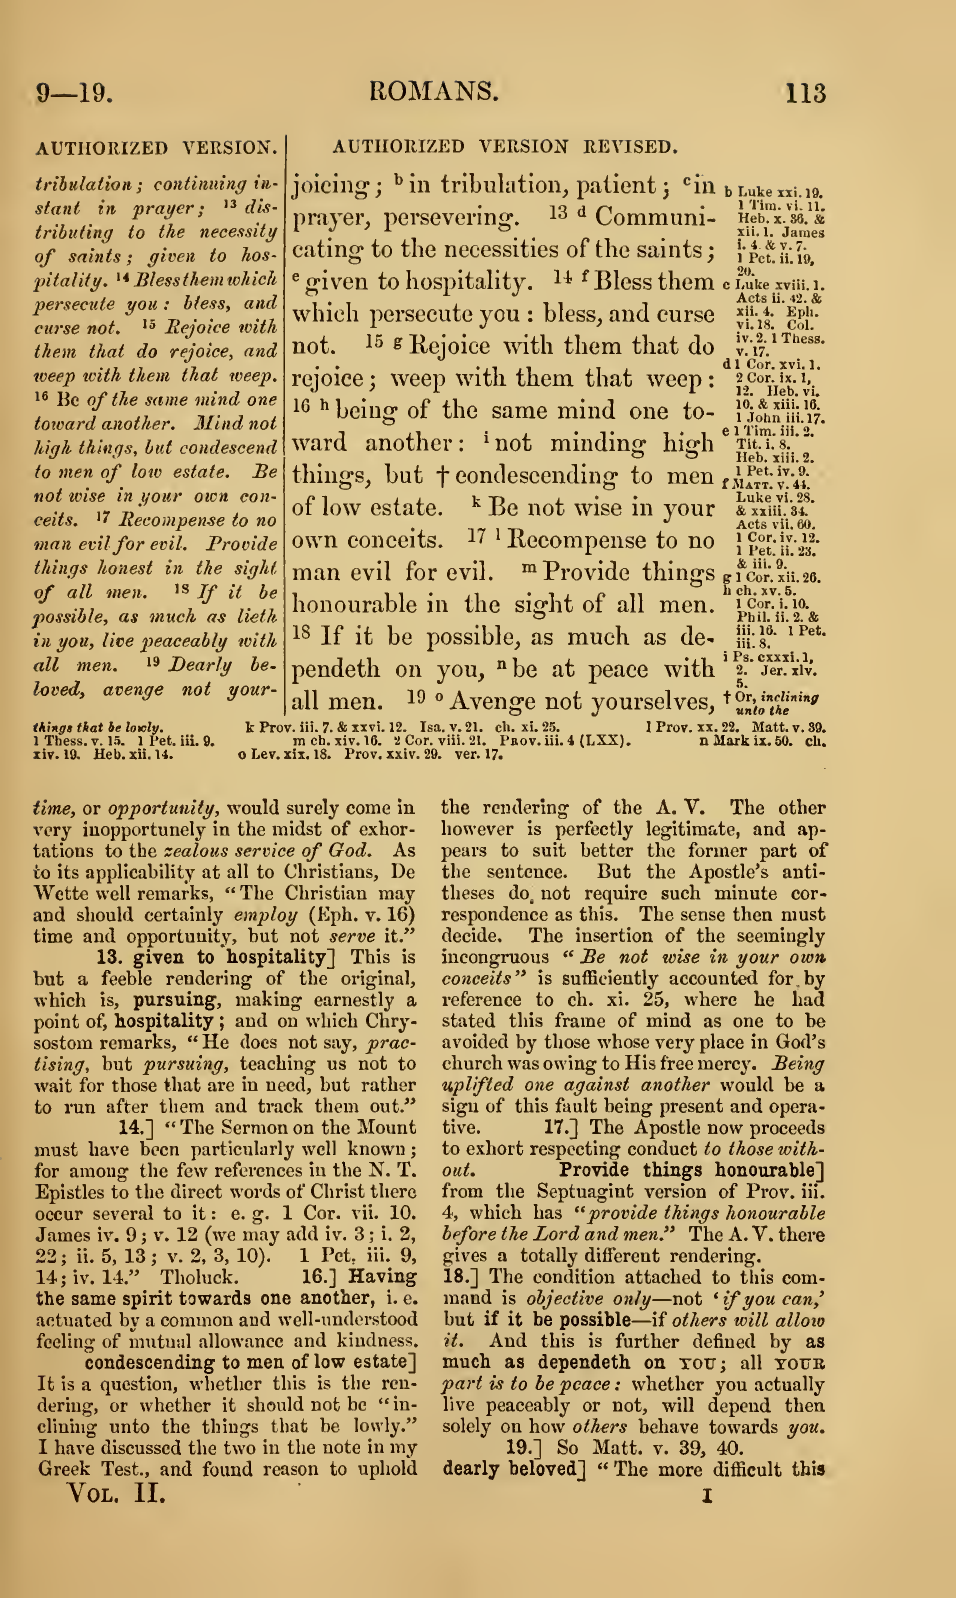 9—19.
ROMANS.
113
AUTHORIZED VERSION.
tribulation; continuing in-
stant in prayer; 13 dis-
tributing to the necessity
of saints; given to hos-
pitality. 14 Bless them which
persecute you: bless, and
curse not. 15 Rejoice with
them that do rejoice, and
weep with them that weep.
16 Be of the same mind one
toward another. Mind not
high things, but condescend
to men of low estate. Be
not wise in your own con-
ceits. 17 Recompense to no
man evil for evil. Provide
things honest in the sight
of all men. 18 If it be
possible, as much as lieth
in you, live peaceably with
all men. 19 Dearly be-
loved, avenge not your-
AUTHORIZED VERSION REVISED.
joicing; b in tribulation, patient; c in
prayer, persevering. 13 d Communi-
cating to the necessities of the saints;
e given to hospitality. 14 f Bless them
which persecute you: bless, and curse
not. 15 g Rejoice with them that do
rejoice; weep with them that weep:
16 h being of the same mind one to-
ward another: i not minding high
things, but † condescending to men
of low estate. k Be not wise in your
own conceits. 17 l Recompense to no
man evil for evil. m Provide things
honourable in the sight of all men.
18 If it be possible, as much as de-
pendeth on you, n be at peace with
all men. 19 o Avenge not yourselves,
b Luke xxi. 19.
1 Tim. vi. 11.
Heb. x. 36. &
xii. 1. James
i. 4. & v. 7.
1 Pet. ii. 19,
20.
c Luke xviii. 1.
Acts ii. 42. &
xii. 4. Eph.
vi. 18. Col.
iv. 2. 1 Thess.
v. 17.
d 1 Cor. xvi. 1.
2 Cor. ix. 1,
12. Heb. vi.
10. & xiii. 16.
1 John iii. 17.
e 1 Tim. iii. 2.
Tit. i. 8.
Heb. xiii. 2.
1 Pet. iv. 9.
f MATT. v. 44.
Luke vi. 28.
& xxiii. 34.
Acts vii. 60.
1 Cor. iv. 12.
1 Pet. ii. 23.
& iii. 9.
g 1 Cor. xii. 26.
h ch. xv. 5.
1 Cor. i. 10.
Phil. ii. 2. &
iii. 16. 1 Pet.
iii. 8.
i Ps. cxxxi. 1,
2. Jer. xlv.
5.
† Or, inclining
unto the
things that be lowly. k Prov. iii. 7. & xxvi. 12. Isa. v. 21. ch. xi. 25. l Prov. xx. 22. Matt. v. 39.
1 Thess. v. 15. 1 Pet. iii. 9. m ch. xiv. 16. 2 Cor. viii. 21. PROV. iii. 4 (LXX). n Mark ix. 50. ch.
xiv. 19. Heb. xii. 14. o Lev. xix. 18. Prov. xxiv. 29. ver. 17.
time, or opportunity, would surely come in
very inopportunely in the midst of exhor-
tations to the zealous service of God. As
to its applicability at all to Christians, De
Wette well remarks, "The Christian may
and should certainly employ (Eph. v. 16)
time and opportunity, but not serve it."
13. given to hospitality] This is
but a feeble rendering of the original,
which is, pursuing, making earnestly a
point of, hospitality; and on which Chry-
sostom remarks, "He does not say, prac-
tising, but pursuing, teaching us not to
wait for those that are in need, but rather
to run after them and track them out."
14.] "The Sermon on the Mount
must have been particularly well known;
for among the few references in the N. T.
Epistles to the direct words of Christ there
occur several to it: e. g. 1 Cor. vii. 10.
James iv. 9; v. 12 (we may add iv. 3; i. 2,
22; ii. 5, 13; v. 2, 3, 10). 1 Pet. iii. 9,
14; iv. 14." Tholuck. 16.] Having
the same spirit towards one another, i. e.
actuated by a common and well-understood
feeling of mutual allowance and kindness.
condescending to men of low estate]
It is a question, whether this is the ren-
dering, or whether it should not be "in-
clining unto the things that be lowly."
I have discussed the two in the note in my
Greek Test., and found reason to uphold
the rendering of the A. V. The other
however is perfectly legitimate, and ap-
pears to suit better the former part of
the sentence. But the Apostle's anti-
theses do not require such minute cor-
respondence as this. The sense then must
decide. The insertion of the seemingly
incongruous "Be not wise in your own
conceits" is sufficiently accounted for by
reference to ch. xi. 25, where he had
stated this frame of mind as one to be
avoided by those whose very place in God's
church was owing to His free mercy. Being
uplifted one against another would be a
sign of this fault being present and opera-
tive. 17.] The Apostle now proceeds
to exhort respecting conduct to those with-
out. Provide things honourable]
from the Septuagint version of Prov. iii.
4, which has "provide things honourable
before the Lord and men." The A. V. there
gives a totally different rendering.
18.] The condition attached to this com-
mand is objective only—not 'if you can,'
but if it be possible—if others will allow
it. And this is further defined by as
much as dependeth on YOU; all YOUR
part is to be peace: whether you actually
live peaceably or not, will depend then
solely on how others behave towards you.
19.] So Matt. v. 39, 40.
dearly beloved] "The more difficult this
VOL. II.
I